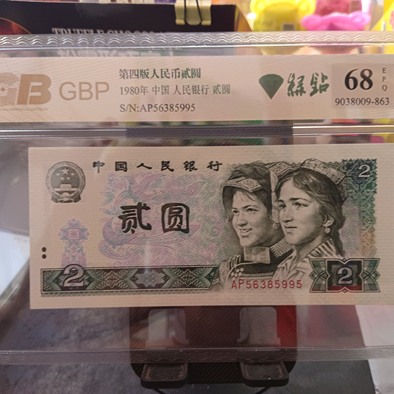 GB GBP
第四版人民币贰圆
1980年 中国 人民银行 贰圆
S/N:AP56385995
绿钻
68
EPQ
9038009-863
中国人民银行
2
贰圆
AP56385995
2
2